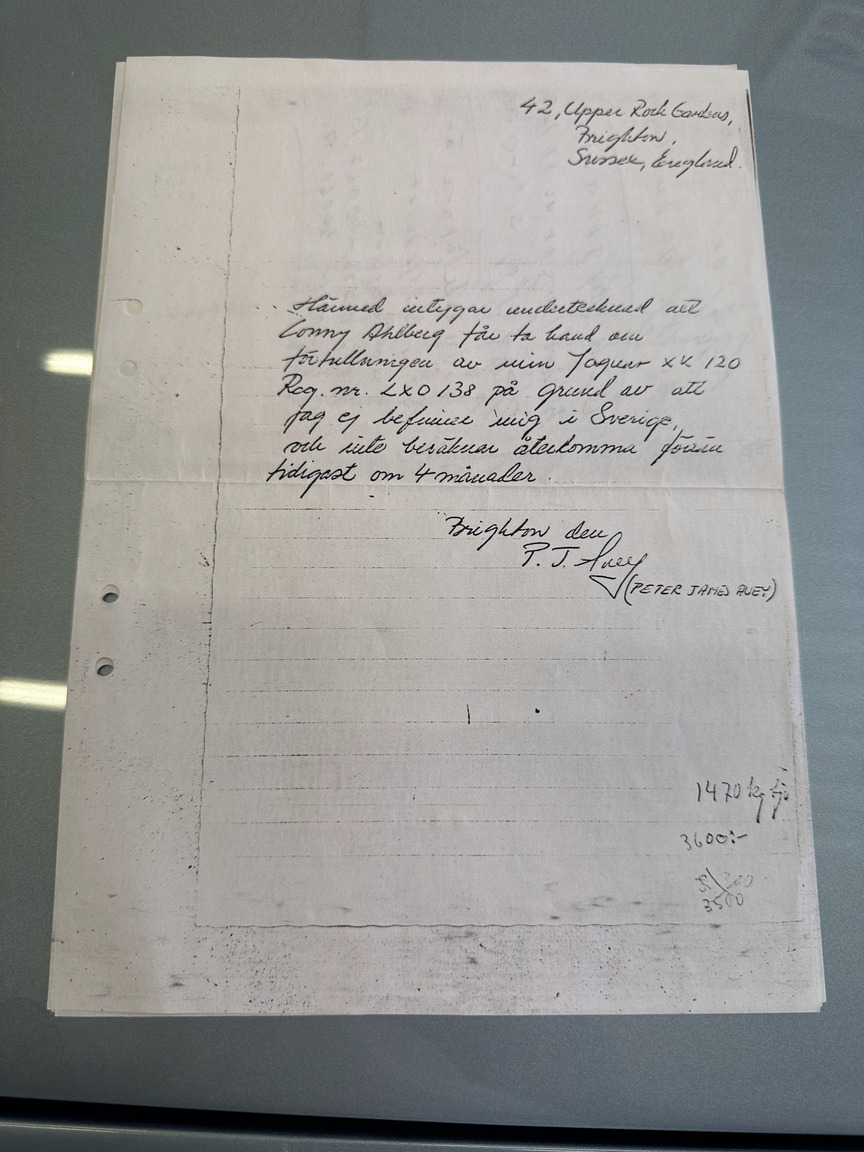 42, Upper Rock Gardens,
Brighton,
Sussex, England.
Härmed intygar undertecknad att
Conny Ahlberg får ta hand om
förtullningen av min Jaguar XK 120
Reg. nr. LXO 138 på grund av att
jag ej befinner mig i Sverige,
och inte beräknar återkomma förrän
tidigast om 4 månader.
Brighton den
P. J. Avey
(PETER JAMES AVEY)
1470 kg
3600:-
3500